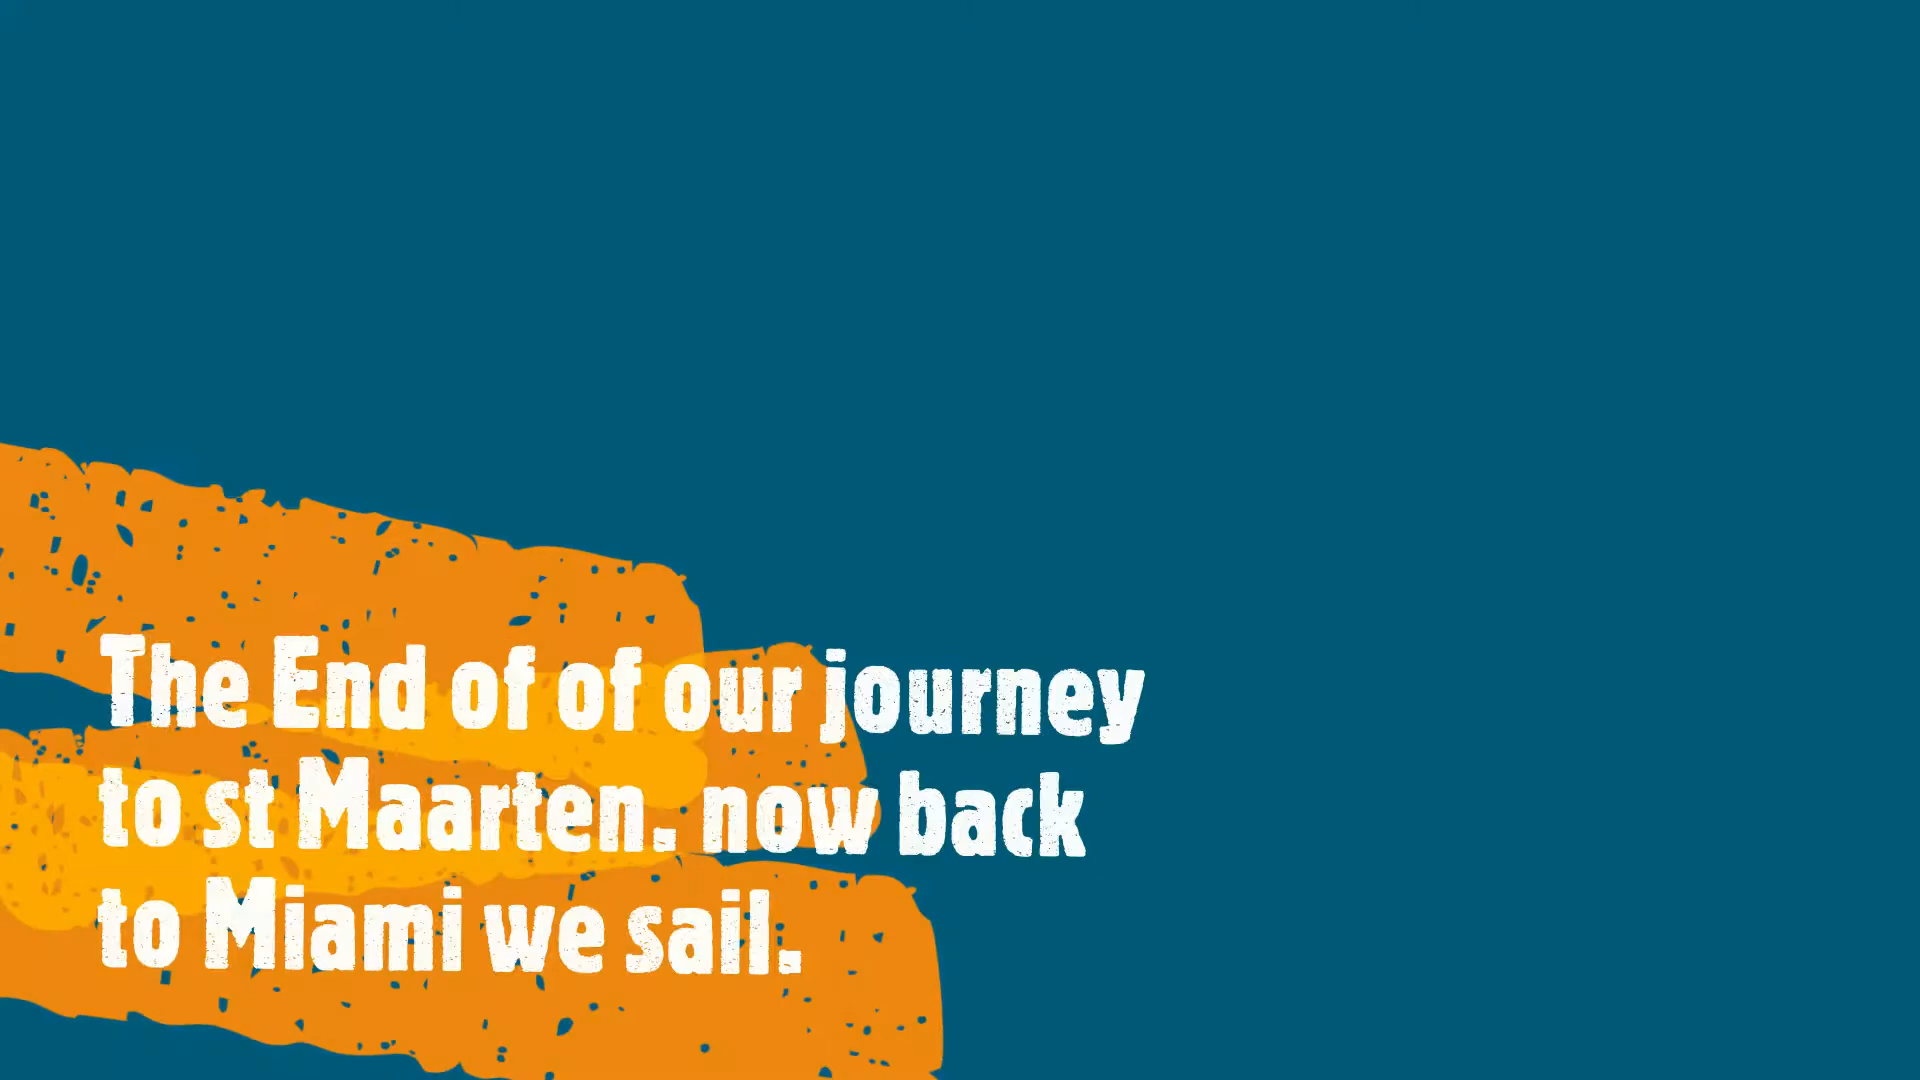 The End of of our journey
to st Maarten. now back
to Miami we sail.